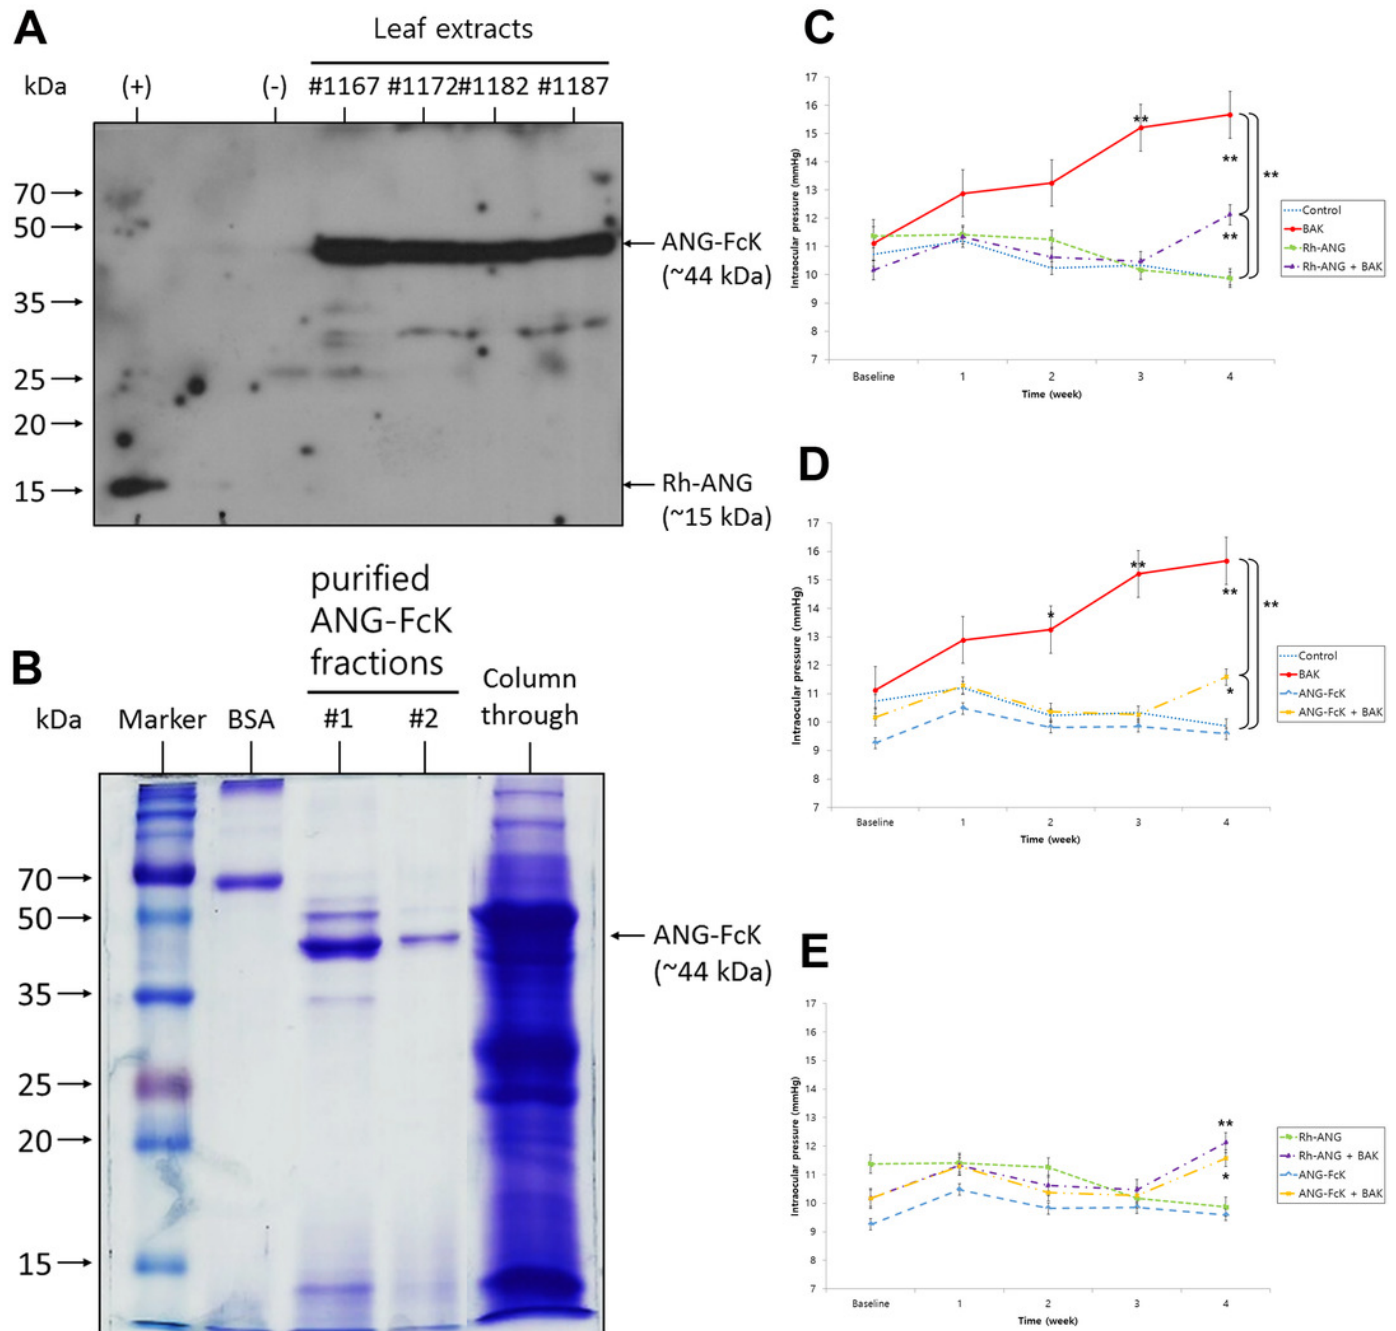 A
Leaf extracts
kDa
(+)
(-)
#1167 #1172#1182 #1187
70
50
35
25
20
15
ANG-FcK
(~44 kDa)
Rh-ANG
(~15 kDa)
B
purified
ANG-FcK
fractions
Column
through
kDa
Marker
BSA
#1
#2
70
50
35
25
20
15
ANG-FcK
(~44 kDa)
C
17
16
15
14
13
12
11
10
9
8
7
Intraocular pressure (mmHg)
Baseline
1
2
3
4
Time (week)
**
**
**
**
Control
BAK
Rh-ANG
Rh-ANG + BAK
D
17
16
15
14
13
12
11
10
9
8
7
Intraocular pressure (mmHg)
Baseline
1
2
3
4
Time (week)
*
**
**
**
*
Control
BAK
ANG-FcK
ANG-FcK + BAK
E
17
16
15
14
13
12
11
10
9
8
7
Intraocular pressure (mmHg)
Baseline
1
2
3
4
Time (week)
**
*
Rh-ANG
Rh-ANG + BAK
ANG-FcK
ANG-FcK + BAK